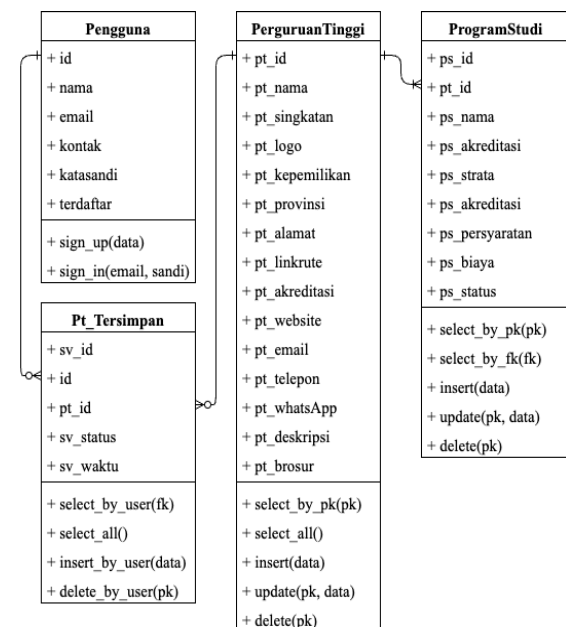 Pengguna
+ id
+ nama
+ email
+ kontak
+ katasandi
+ terdaftar
+ sign_up(data)
+ sign_in(email, sandi)
Pt_Tersimpan
+ sv_id
+ id
+ pt_id
+ sv_status
+ sv_waktu
+ select_by_user(fk)
+ select_all()
+ insert_by_user(data)
+ delete_by_user(pk)
PerguruanTinggi
+ pt_id
+ pt_nama
+ pt_singkatan
+ pt_logo
+ pt_kepemilikan
+ pt_provinsi
+ pt_alamat
+ pt_linkrute
+ pt_akreditasi
+ pt_website
+ pt_email
+ pt_telepon
+ pt_whatsApp
+ pt_deskripsi
+ pt_brosur
+ select_by_pk(pk)
+ select_all()
+ insert(data)
+ update(pk, data)
+ delete(pk)
ProgramStudi
+ ps_id
+ pt_id
+ ps_nama
+ ps_akreditasi
+ ps_strata
+ ps_akreditasi
+ ps_persyaratan
+ ps_biaya
+ ps_status
+ select_by_pk(pk)
+ select_by_fk(fk)
+ insert(data)
+ update(pk, data)
+ delete(pk)